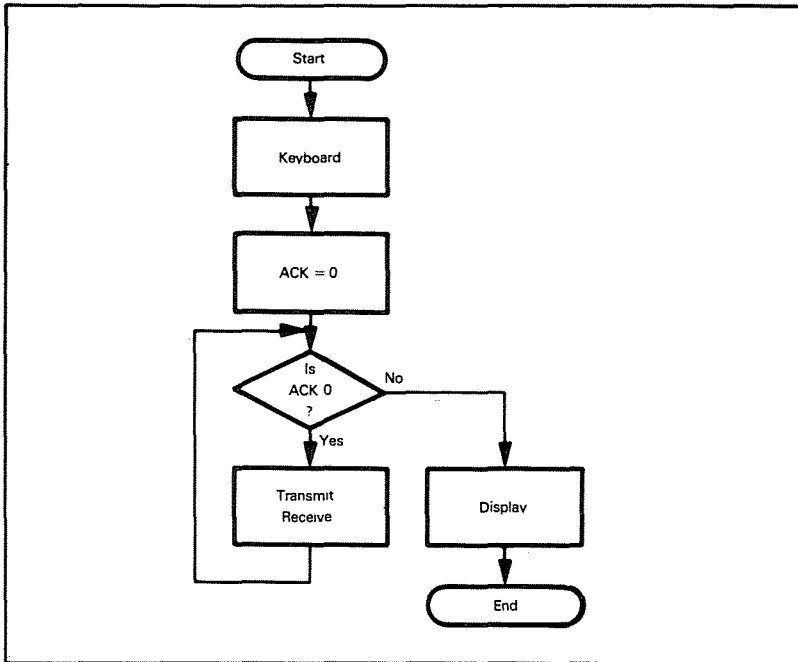 Start
Keyboard
ACK = 0
Is
ACK 0
?
No
Yes
Transmit
Receive
Display
End